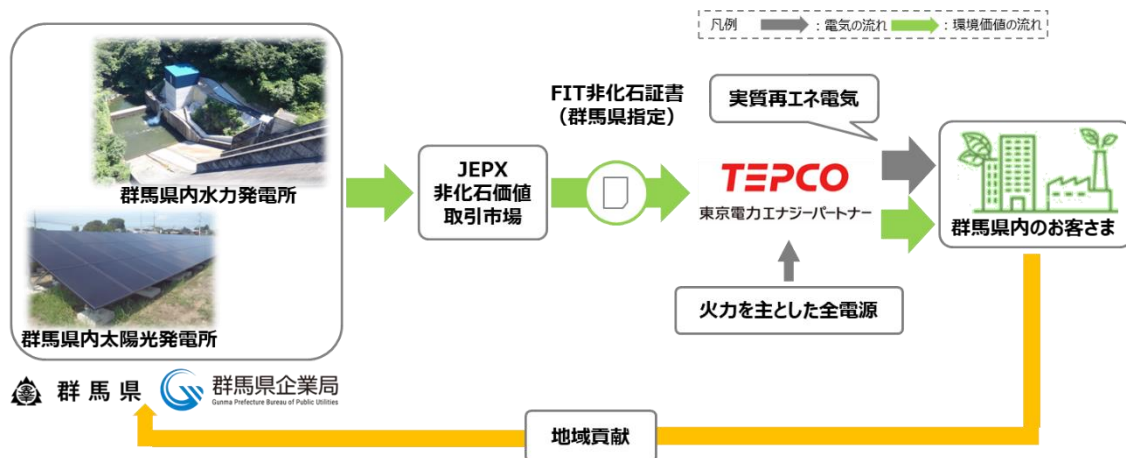 凡例 :電気の流れ :環境価値の流れ
群馬県内水力発電所
群馬県内太陽光発電所
群馬県
群馬県企業局
Gunma Prefecture Bureau of Public Utilities
JEPX
非化石価値
取引市場
FIT非化石証書
（群馬県指定）
実質再エネ電気
TEPCO
東京電力エナジーパートナー
火力を主とした全電源
群馬県内のお客さま
地域貢献